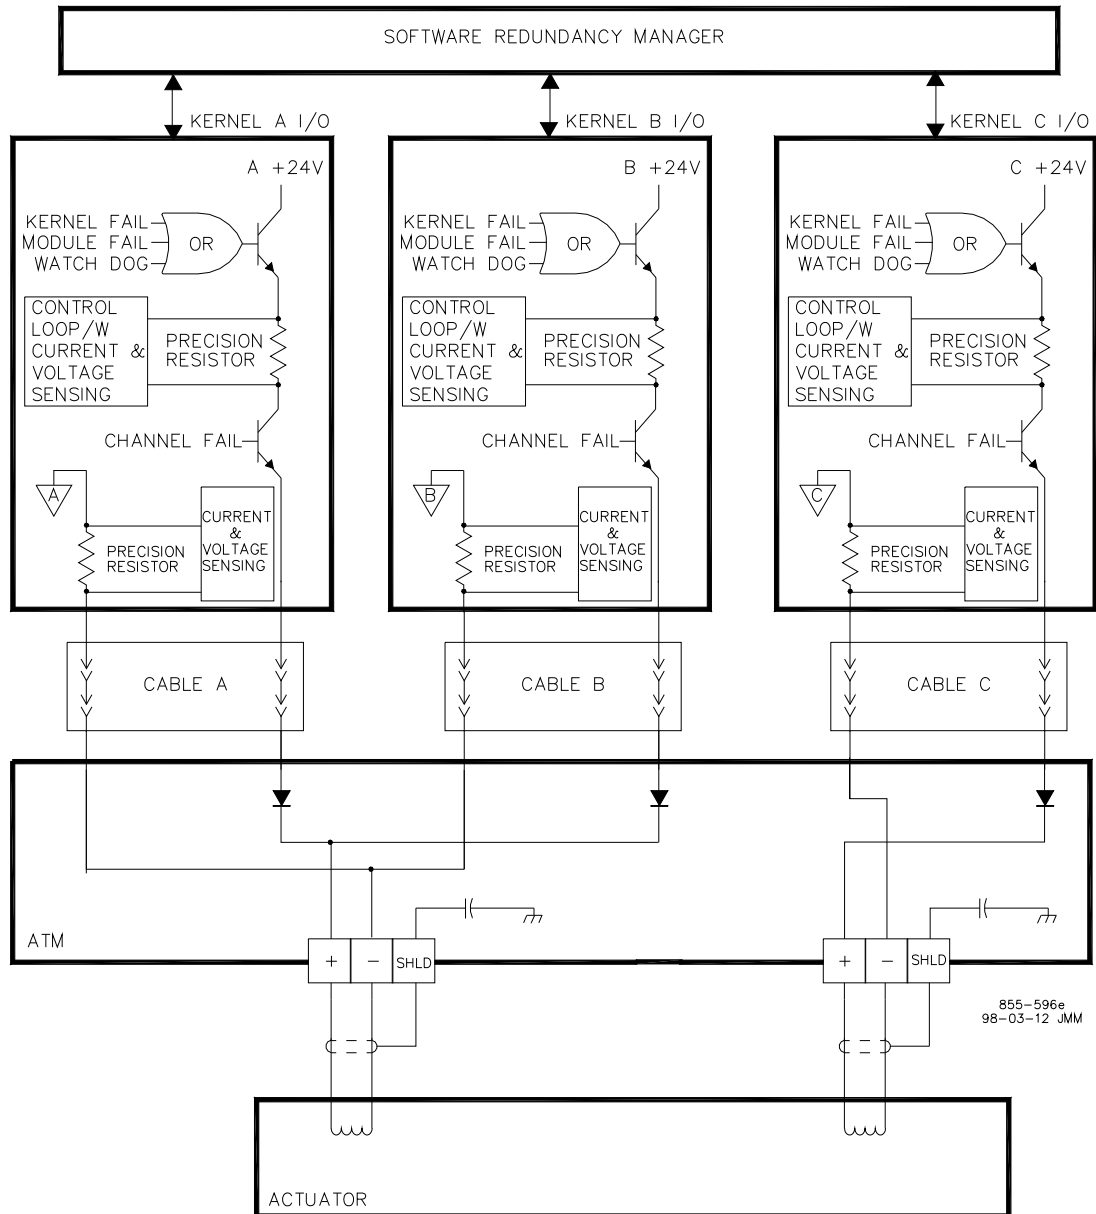 SOFTWARE REDUNDANCY MANAGER
KERNEL A I/O
KERNEL B I/O
KERNEL C I/O
A +24V
KERNEL FAIL
MODULE FAIL
WATCH DOG
OR
CONTROL
LOOP/W
CURRENT &
VOLTAGE
SENSING
PRECISION
RESISTOR
CHANNEL FAIL
A
PRECISION
RESISTOR
CURRENT
&
VOLTAGE
SENSING
B +24V
KERNEL FAIL
MODULE FAIL
WATCH DOG
OR
CONTROL
LOOP/W
CURRENT &
VOLTAGE
SENSING
PRECISION
RESISTOR
CHANNEL FAIL
B
PRECISION
RESISTOR
CURRENT
&
VOLTAGE
SENSING
C +24V
KERNEL FAIL
MODULE FAIL
WATCH DOG
OR
CONTROL
LOOP/W
CURRENT &
VOLTAGE
SENSING
PRECISION
RESISTOR
CHANNEL FAIL
C
PRECISION
RESISTOR
CURRENT
&
VOLTAGE
SENSING
CABLE A
CABLE B
CABLE C
ATM
+ − SHLD
+ − SHLD
855-596e
98-03-12 JMM
ACTUATOR